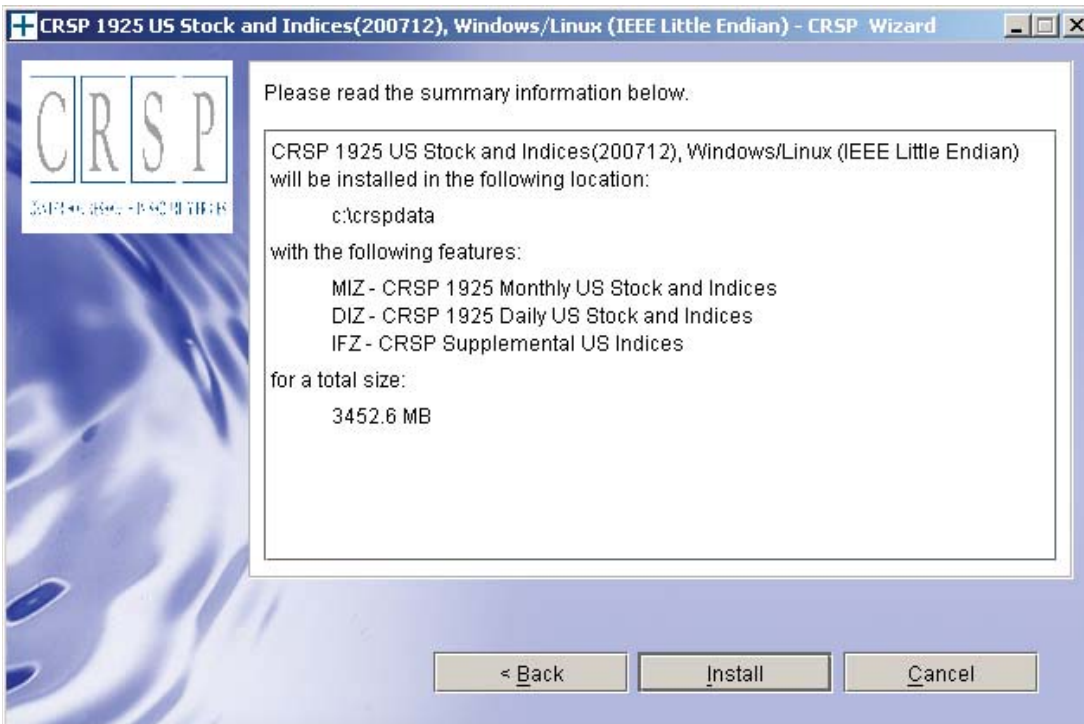 CRSP 1925 US Stock and Indices(200712), Windows/Linux (IEEE Little Endian) - CRSP Wizard
CRSP
Please read the summary information below.
CRSP 1925 US Stock and Indices(200712), Windows/Linux (IEEE Little Endian)
will be installed in the following location:
c:\crspdata
with the following features:
MIZ - CRSP 1925 Monthly US Stock and Indices
DIZ - CRSP 1925 Daily US Stock and Indices
IFZ - CRSP Supplemental US Indices
for a total size:
3452.6 MB
< Back
Install
Cancel